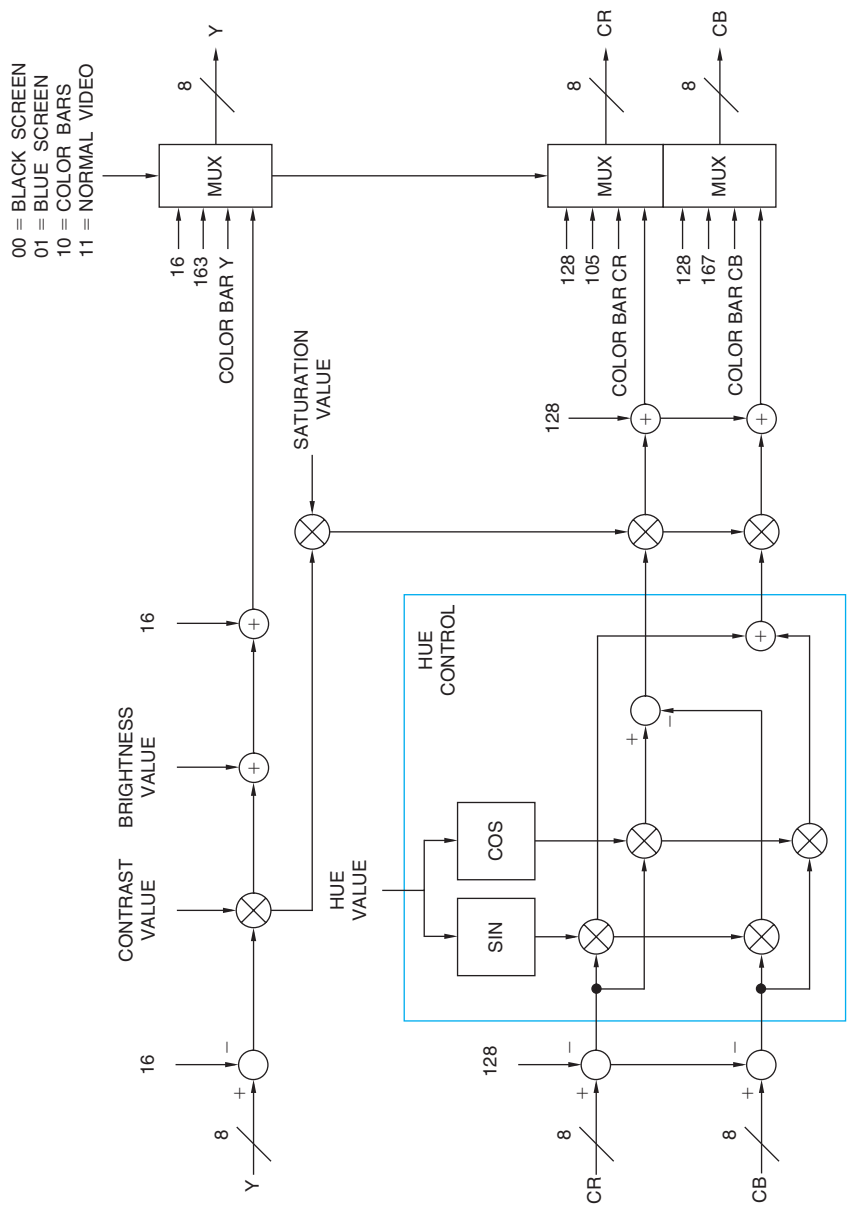 00 = BLACK SCREEN
01 = BLUE SCREEN
10 = COLOR BARS
11 = NORMAL VIDEO
Y
8
+
−
16
CONTRAST
VALUE
BRIGHTNESS
VALUE
+
16
+
16
163
COLOR BAR Y
MUX
8
Y
SATURATION
VALUE
HUE
VALUE
SIN
COS
HUE
CONTROL
CR
8
+
−
128
+
−
128
+
128
105
COLOR BAR CR
MUX
8
CR
CB
8
+
−
+
+
128
167
COLOR BAR CB
MUX
8
CB